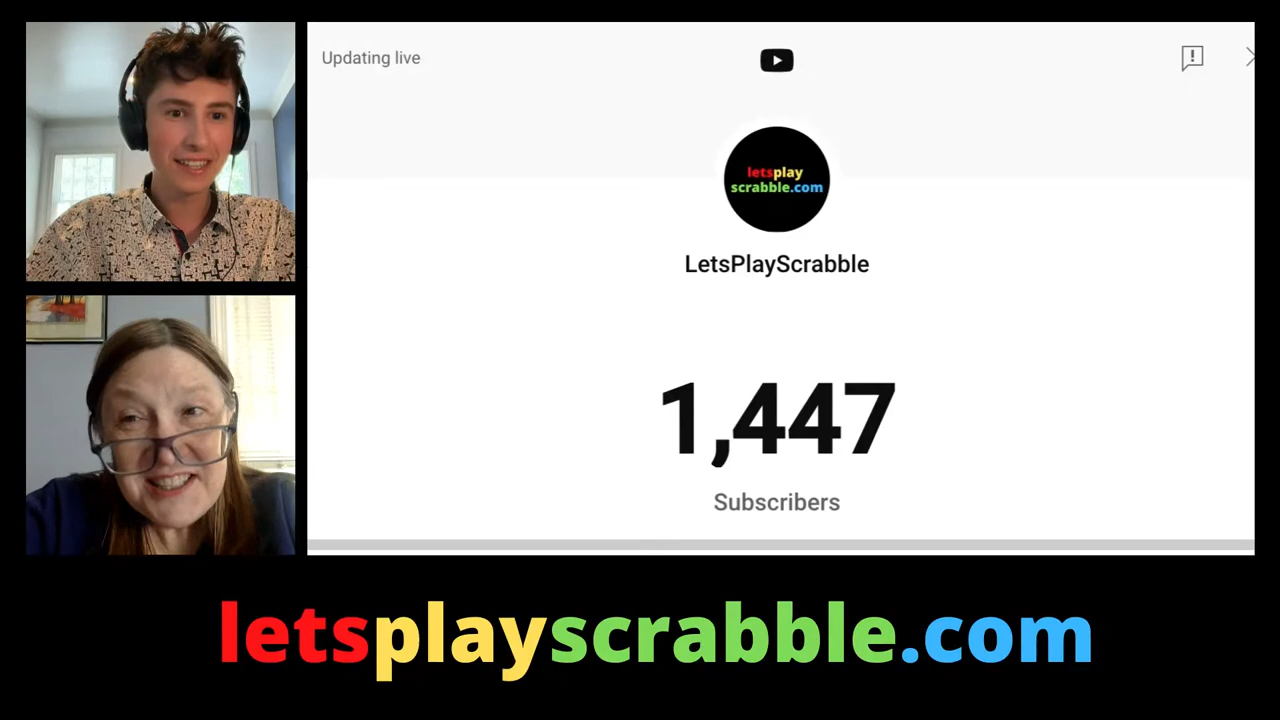 Updating live
letsplay
scrabble.com
LetsPlayScrabble
1,447
Subscribers
letsplayscrabble.com